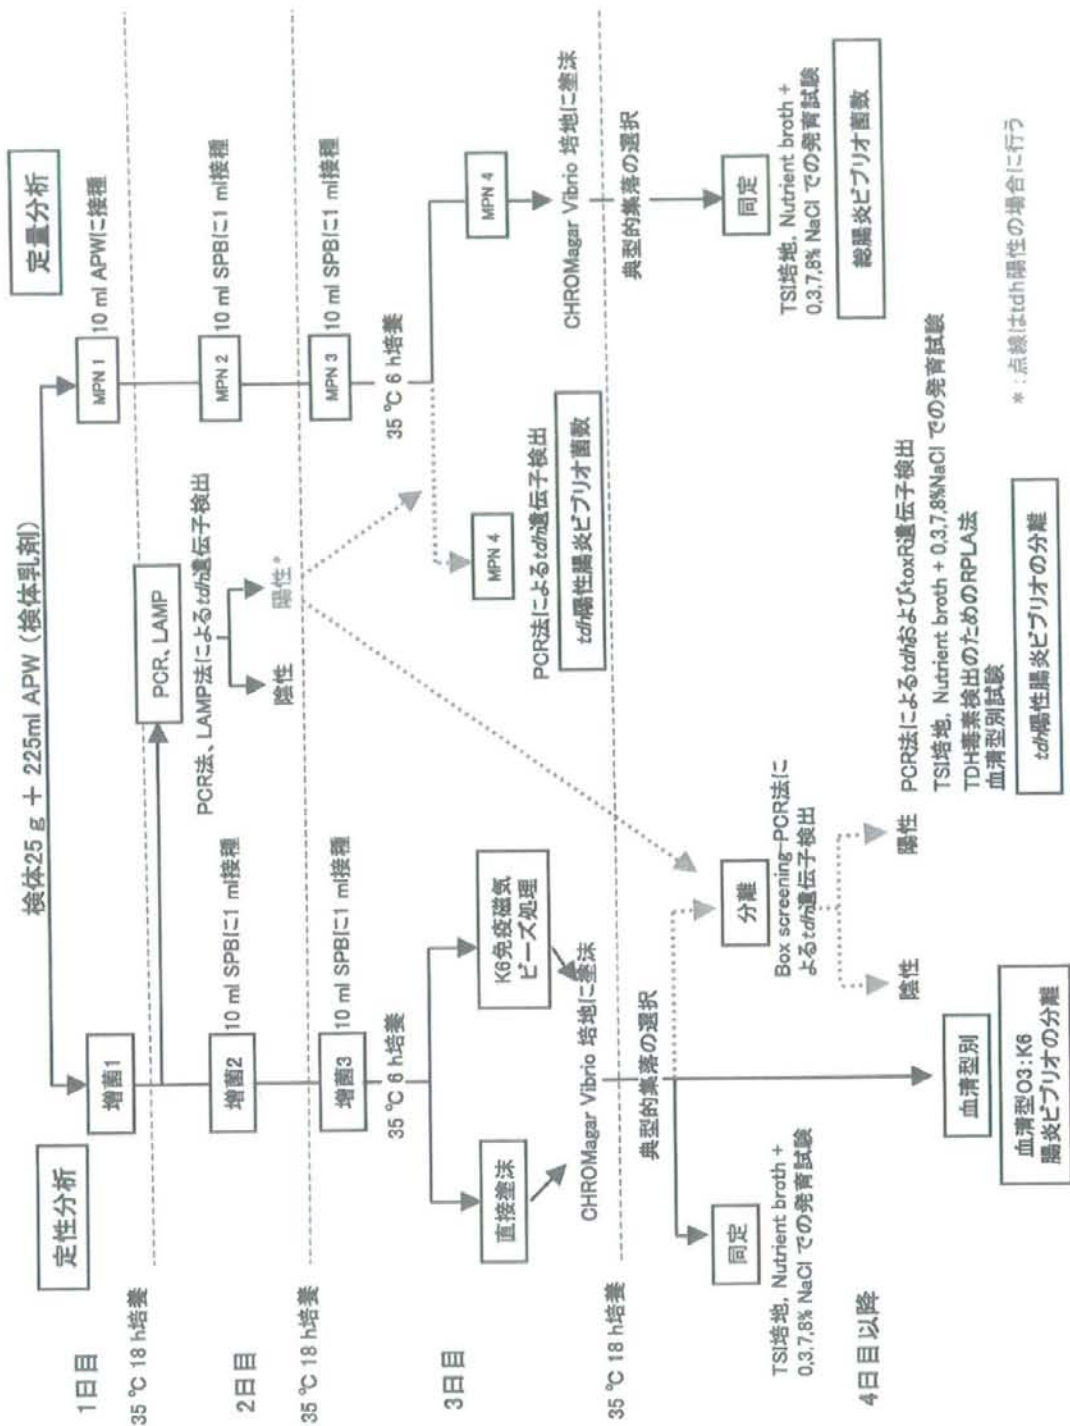 検体25 g ＋ 225ml APW（検体乳剤）
定性分析
定量分析
1日目
増菌1
MPN 1
10 ml APWに接種
35 ℃ 18 h培養
PCR、LAMP
PCR法、LAMP法によるtdh遺伝子検出
陰性
陽性*
2日目
増菌2
10 ml SPBに1 ml接種
MPN 2
10 ml SPBに1 ml接種
35 ℃ 18 h培養
増菌3
10 ml SPBに1 ml接種
MPN 3
10 ml SPBに1 ml接種
35 ℃ 6 h培養
35 ℃ 6 h培養
3日目
直接塗沫
K6免疫磁気
ビーズ処理
CHROMagar Vibrio 培地に塗沫
MPN 4
PCR法によるtdh遺伝子検出
tdh陽性腸炎ビブリオ菌数
MPN 4
CHROMagar Vibrio 培地に塗沫
35 ℃ 18 h培養
典型的集落の選択
典型的集落の選択
同定
TSI培地, Nutrient broth +
0,3,7,8% NaCl での発育試験
分離
Box screening-PCR法に
よるtdh遺伝子検出
同定
TSI培地, Nutrient broth +
0,3,7,8% NaCl での発育試験
総腸炎ビブリオ菌数
4日目以降
陰性
陽性
PCR法によるtdhおよびtoxR遺伝子検出
TSI培地, Nutrient broth + 0,3,7,8%NaCl での発育試験
TDH毒素検出のためのRPLA法
血清型別試験
血清型別
血清型O3:K6
腸炎ビブリオの分離
tdh陽性腸炎ビブリオの分離
*：点線はtdh陽性の場合に行う